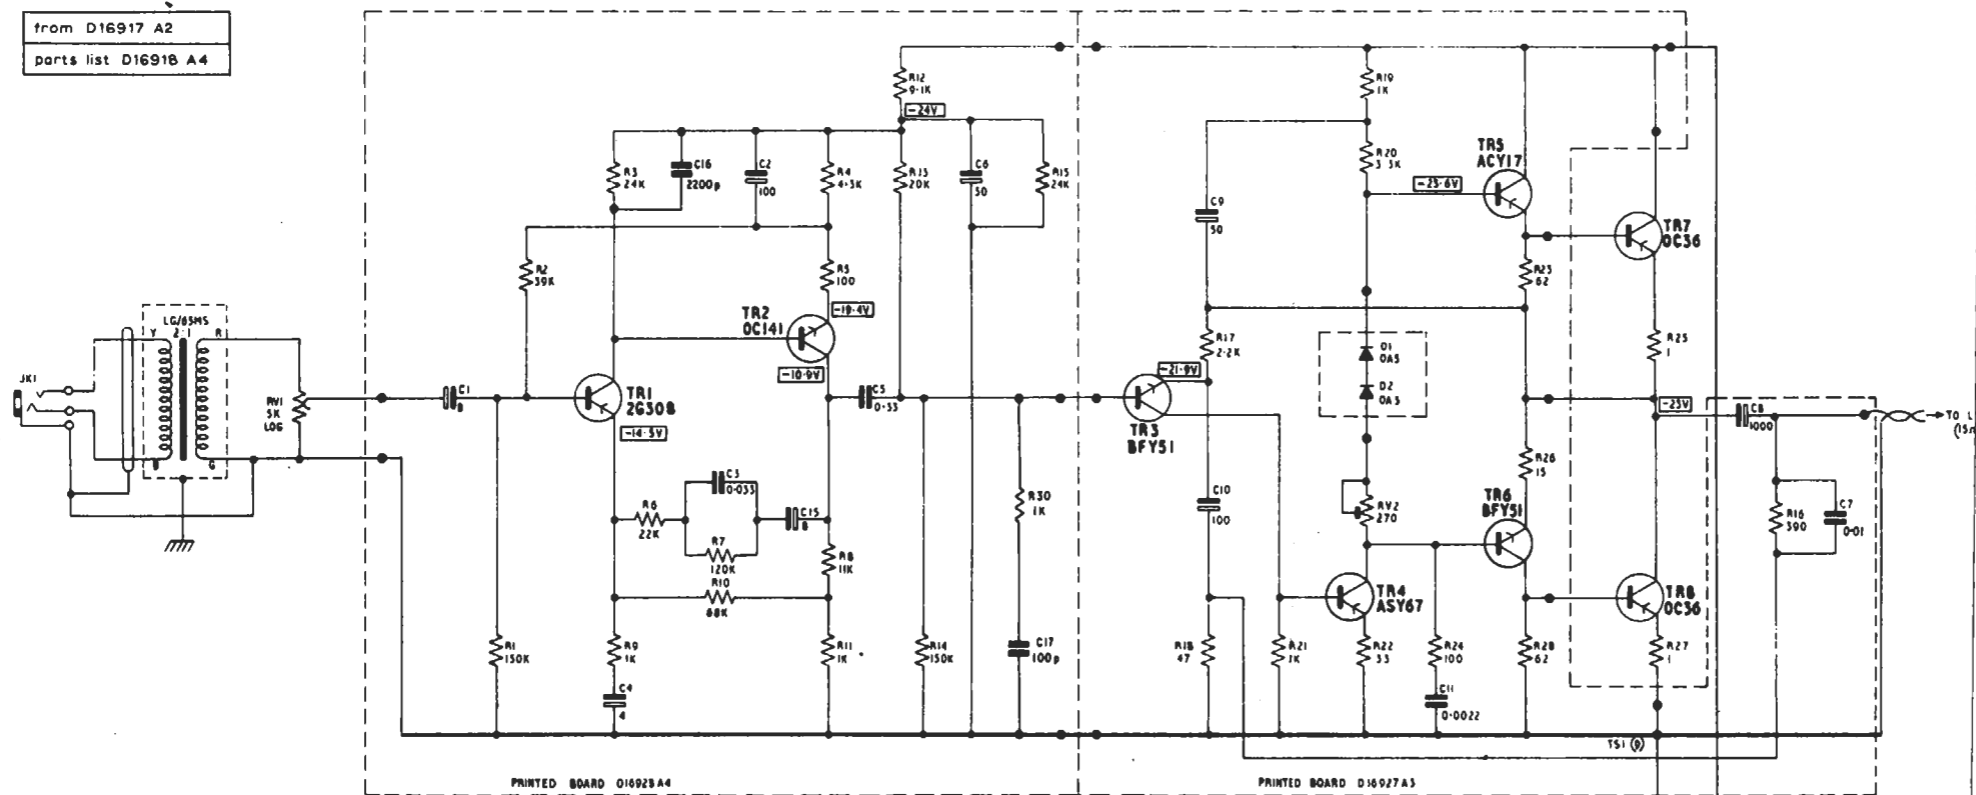 from D16917 A2
parts list D16918 A4
R12
9·1K
-24V
R3
24K
C16
2200p
C2
100
R4
4·3K
R13
20K
C6
50
R15
24K
R2
39K
R5
100
-19·4V
TR2
OC141
-10·9V
LG/65MS
Y 2:1 R
B G
JK1
RV1
5K
LOG
C1
8
TR1
2G308
-14·5V
C5
0·33
R6
22K
C3
0·033
R7
120K
C15
8
R8
11K
R10
68K
R30
1K
R1
150K
R9
1K
C4
4
R11
1K
R14
150K
C17
100p
PRINTED BOARD D16928A4
R19
1K
R20
3·3K
C9
50
-23·6V
TR5
ACY17
TR7
OC36
R23
62
R17
2·2K
D1
OA5
D2
OA5
R25
1
-21·9V
TR3
BFY51
-23V
C8
1000
TO L
(15
C10
100
RV2
270
R26
15
TR6
BFY51
R16
390
C7
0·01
TR4
ASY67
TR8
OC36
R18
47
R21
1K
R22
33
R24
100
R28
62
R27
1
C11
0·0022
TS1 (9)
PRINTED BOARD D16927A3